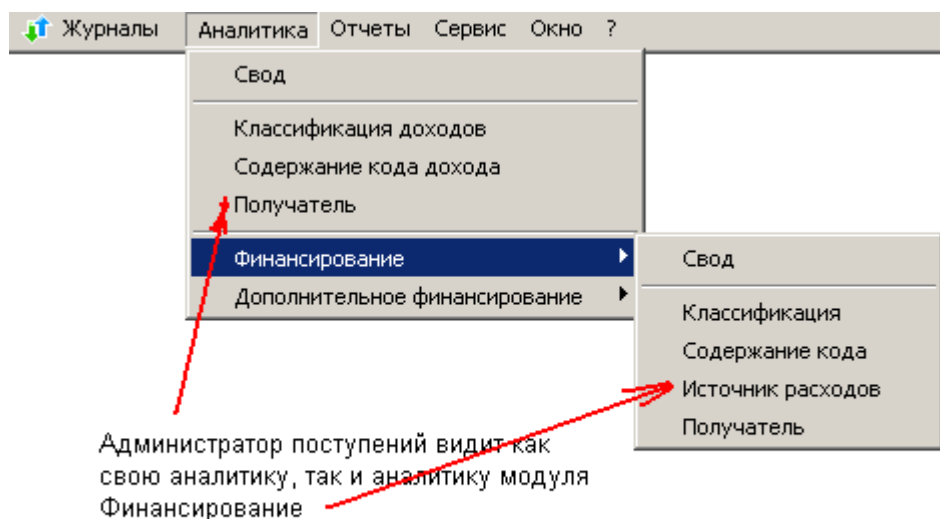 Журналы Аналитика Отчеты Сервис Окно ?
Свод
Классификация доходов
Содержание кода дохода
Получатель
Финансирование
Дополнительное финансирование
Свод
Классификация
Содержание кода
Источник расходов
Получатель
Администратор поступений видит как
свою аналитику, так и аналитику модуля
Финансирование